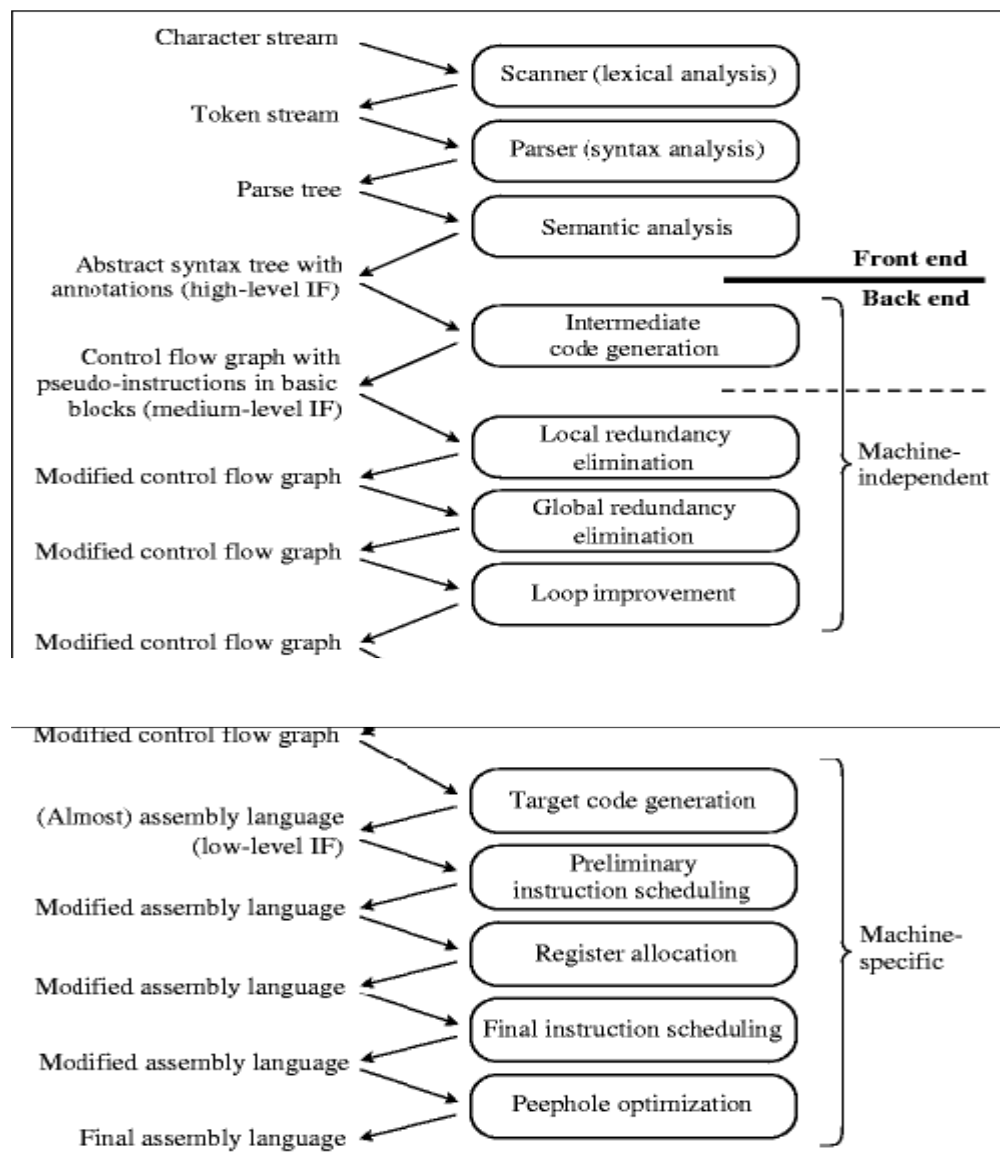 Character stream
Scanner (lexical analysis)
Token stream
Parser (syntax analysis)
Parse tree
Semantic analysis
Front end
Abstract syntax tree with
annotations (high-level IF)
Back end
Intermediate
code generation
Control flow graph with
pseudo-instructions in basic
blocks (medium-level IF)
Local redundancy
elimination
Machine-
independent
Modified control flow graph
Global redundancy
elimination
Modified control flow graph
Loop improvement
Modified control flow graph
Modified control flow graph
Target code generation
(Almost) assembly language
(low-level IF)
Preliminary
instruction scheduling
Modified assembly language
Register allocation
Machine-
specific
Modified assembly language
Final instruction scheduling
Modified assembly language
Peephole optimization
Final assembly language